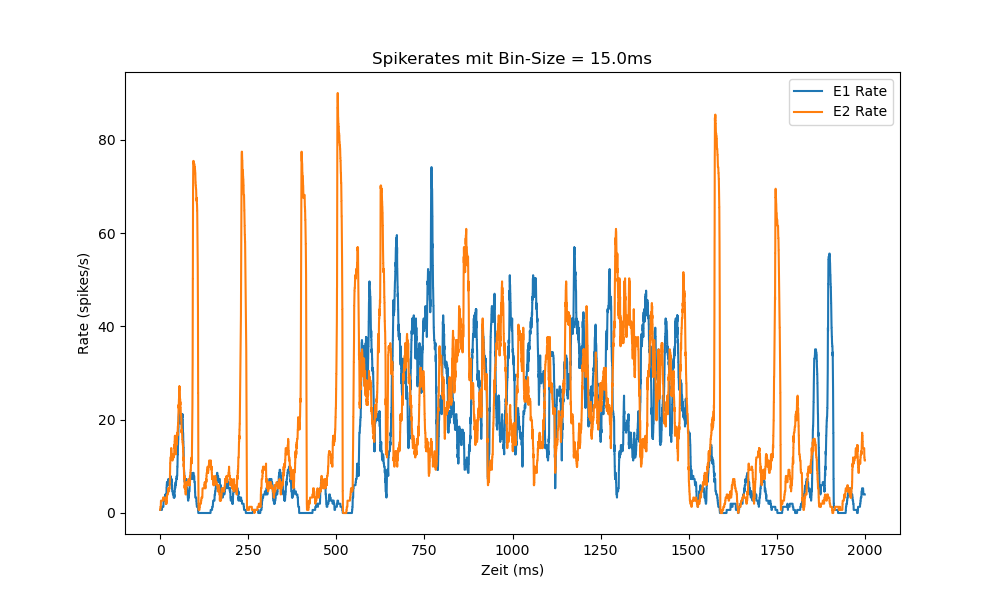 Spikerates mit Bin-Size = 15.0ms
E1 Rate
E2 Rate
Rate (spikes/s)
80
60
40
20
0
0 250 500 750 1000 1250 1500 1750 2000
Zeit (ms)